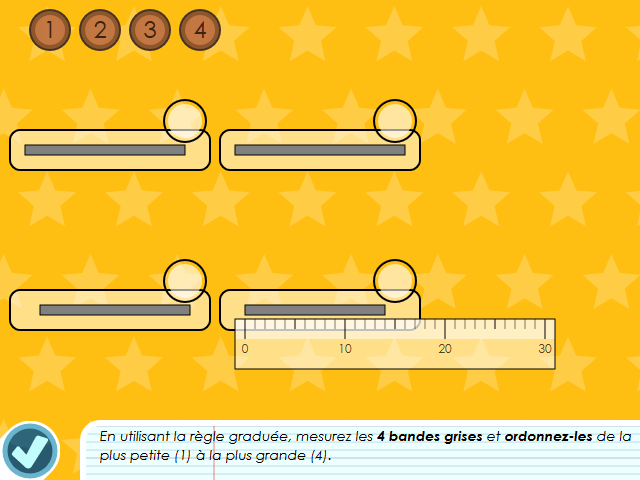 1 2 3 4
0 10 20 30
En utilisant la règle graduée, mesurez les 4 bandes grises et ordonnez-les de la
plus petite (1) à la plus grande (4).